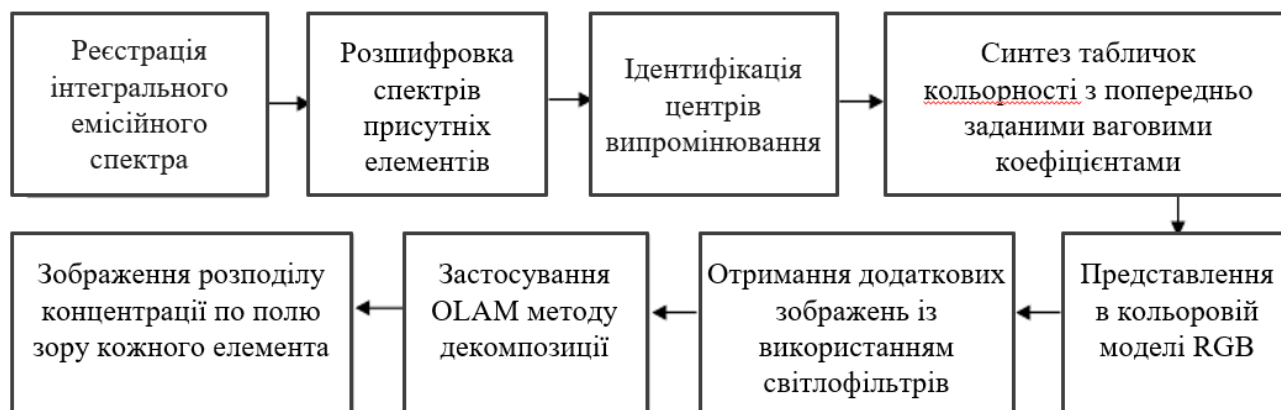 Реєстрація
інтегрального
емісійного
спектра
Розшифровка
спектрів
присутніх
елементів
Ідентифікація
центрів
випромінювання
Синтез табличок
кольорності з попередньо
заданими ваговими
коефіцієнтами
Представлення
в кольоровій
моделі RGB
Отримання додаткових
зображень із
використанням
світлофільтрів
Застосування
OLAM методу
декомпозиції
Зображення розподілу
концентрації по полю
зору кожного елемента